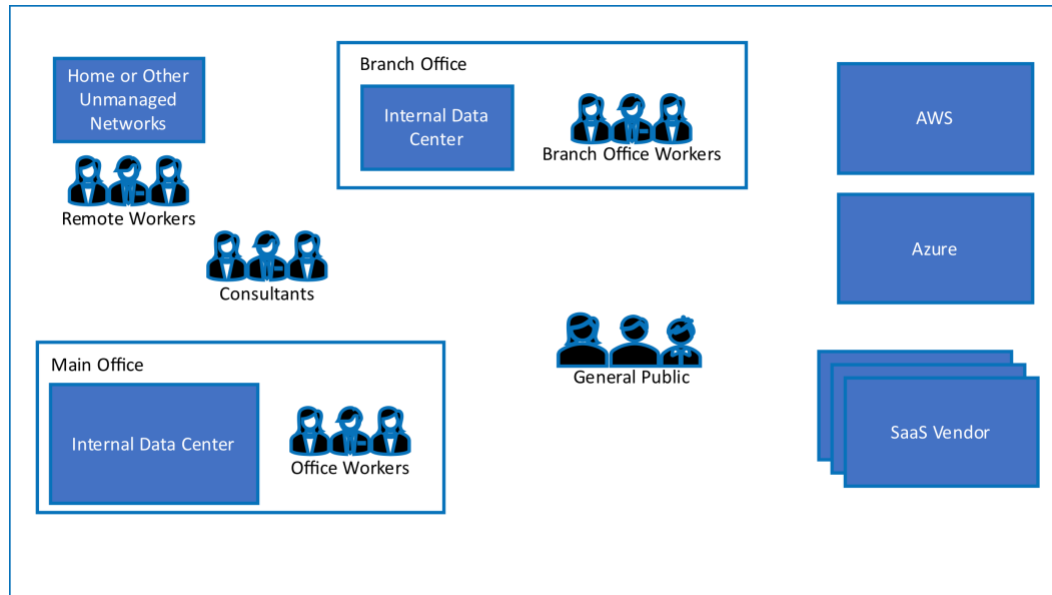 Home or Other
Unmanaged
Networks
Remote Workers
Consultants
Branch Office
Internal Data
Center
Branch Office Workers
AWS
Azure
General Public
SaaS Vendor
Main Office
Internal Data Center
Office Workers